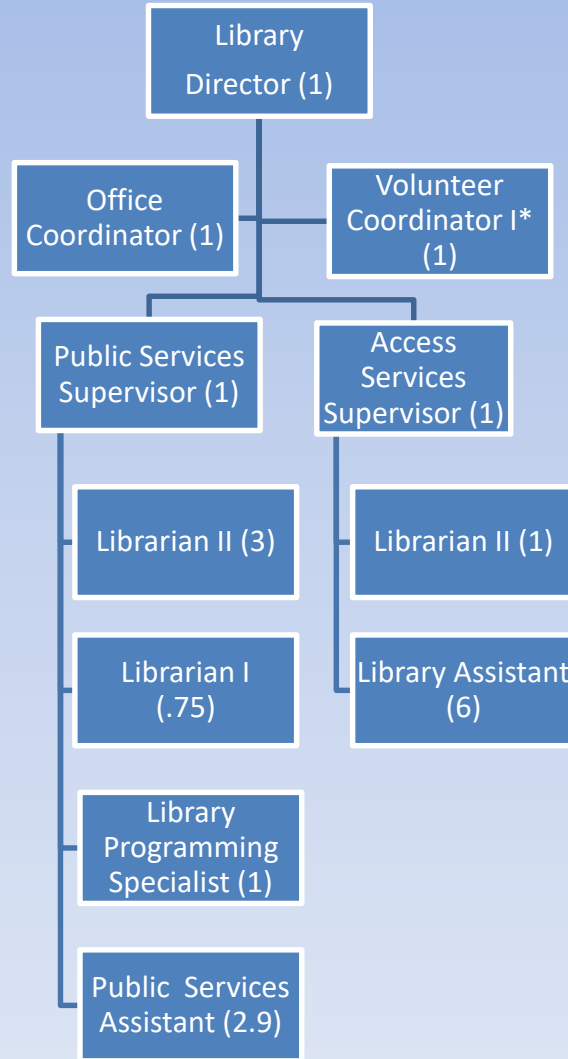 Library
Director (1)
Office
Coordinator (1)
Volunteer
Coordinator I*
(1)
Public Services
Supervisor (1)
Access
Services
Supervisor (1)
Librarian II (3)
Librarian II (1)
Librarian I
(.75)
Library Assistant
(6)
Library
Programming
Specialist (1)
Public Services
Assistant (2.9)